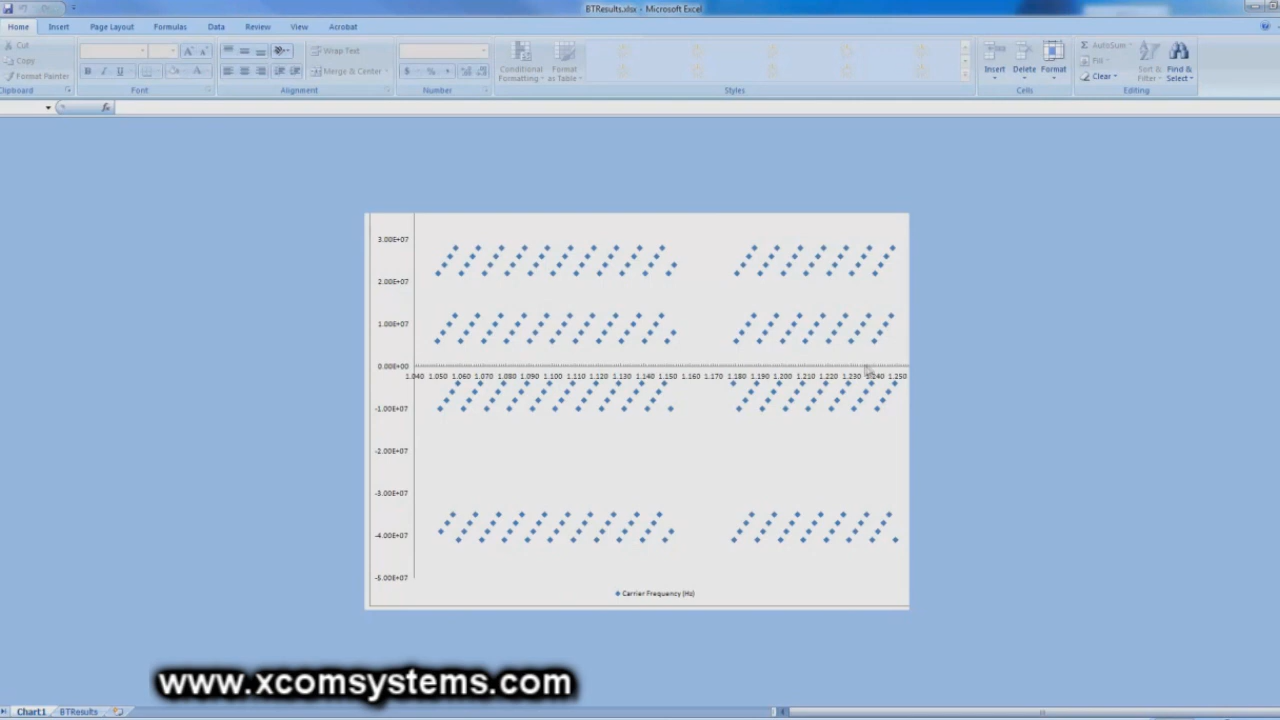 BTResults.xlsx - Microsoft Excel
Home Insert Page Layout Formulas Data Review View Acrobat
Cut
Copy
Format Painter
Clipboard
B I U
Font
Wrap Text
Merge & Center
Alignment
$ % ,
Number
Conditional Formatting
Format as Table
Styles
Insert Delete Format
Cells
Σ AutoSum
Fill
Clear
Sort & Filter
Find & Select
Editing
fx
3.00E+07
2.00E+07
1.00E+07
0.00E+00
1.040 1.050 1.060 1.070 1.080 1.090 1.100 1.110 1.120 1.130 1.140 1.150 1.160 1.170 1.180 1.190 1.200 1.210 1.220 1.230 1.240 1.250
-1.00E+07
-2.00E+07
-3.00E+07
-4.00E+07
-5.00E+07
Carrier Frequency (Hz)
www.xcomsystems.com
Chart1 BTResults